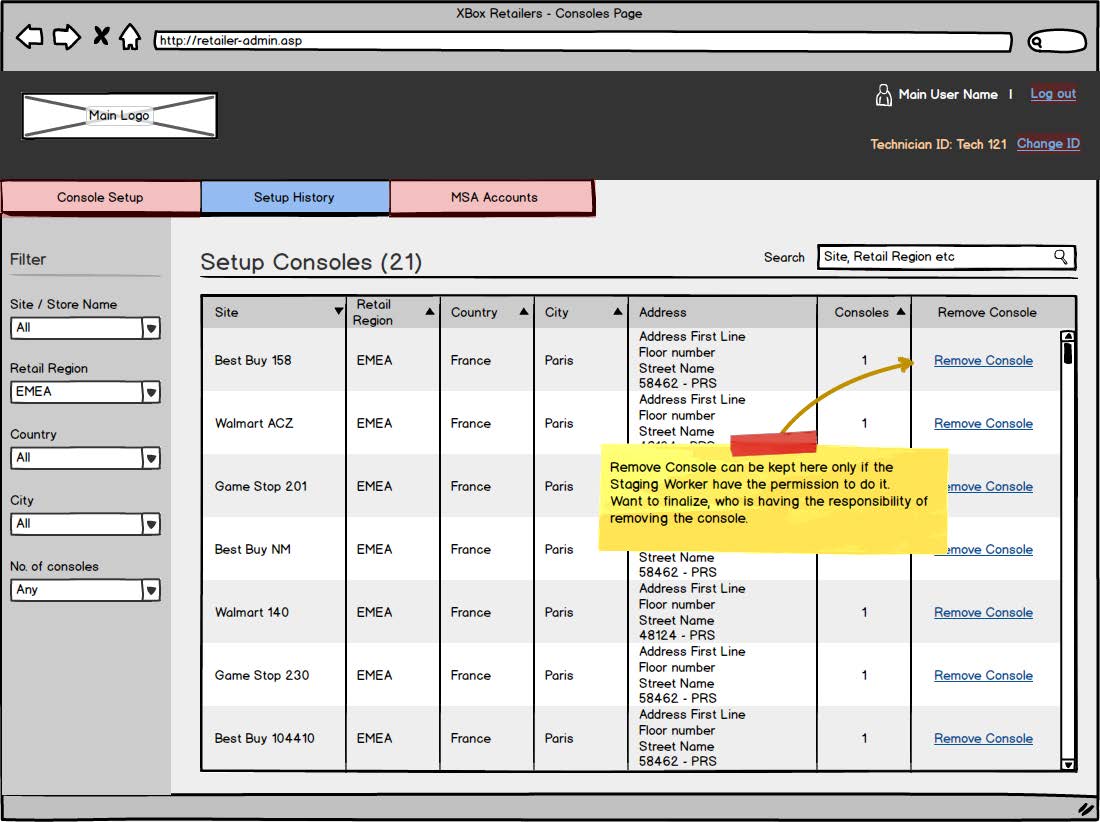 XBox Retailers - Consoles Page
http://retailer-admin.asp
Main Logo
Main User Name | Log out
Technician ID: Tech 121 Change ID
Console Setup Setup History MSA Accounts
Filter
Site / Store Name
All
Retail Region
EMEA
Country
All
City
All
No. of consoles
Any
Setup Consoles (21)
Search Site, Retail Region etc
Site Retail Region Country City Address Consoles Remove Console
Best Buy 158 EMEA France Paris 1 Remove Console
Address First Line
Floor number
Street Name
58462 - PRS
Walmart ACZ EMEA France Paris 1 Remove Console
Address First Line
Floor number
Street Name
Game Stop 201 EMEA France Paris emove Console
Best Buy NM EMEA France Paris emove Console
Street Name
58462 - PRS
Walmart 140 EMEA France Paris 1 Remove Console
Address First Line
Floor number
Street Name
48124 - PRS
Game Stop 230 EMEA France Paris 1 Remove Console
Address First Line
Floor number
Street Name
58462 - PRS
Best Buy 104410 EMEA France Paris 1 Remove Console
Address First Line
Floor number
Street Name
58462 - PRS
Remove Console can be kept here only if the
Staging Worker have the permission to do it.
Want to finalize, who is having the responsibility of
removing the console.